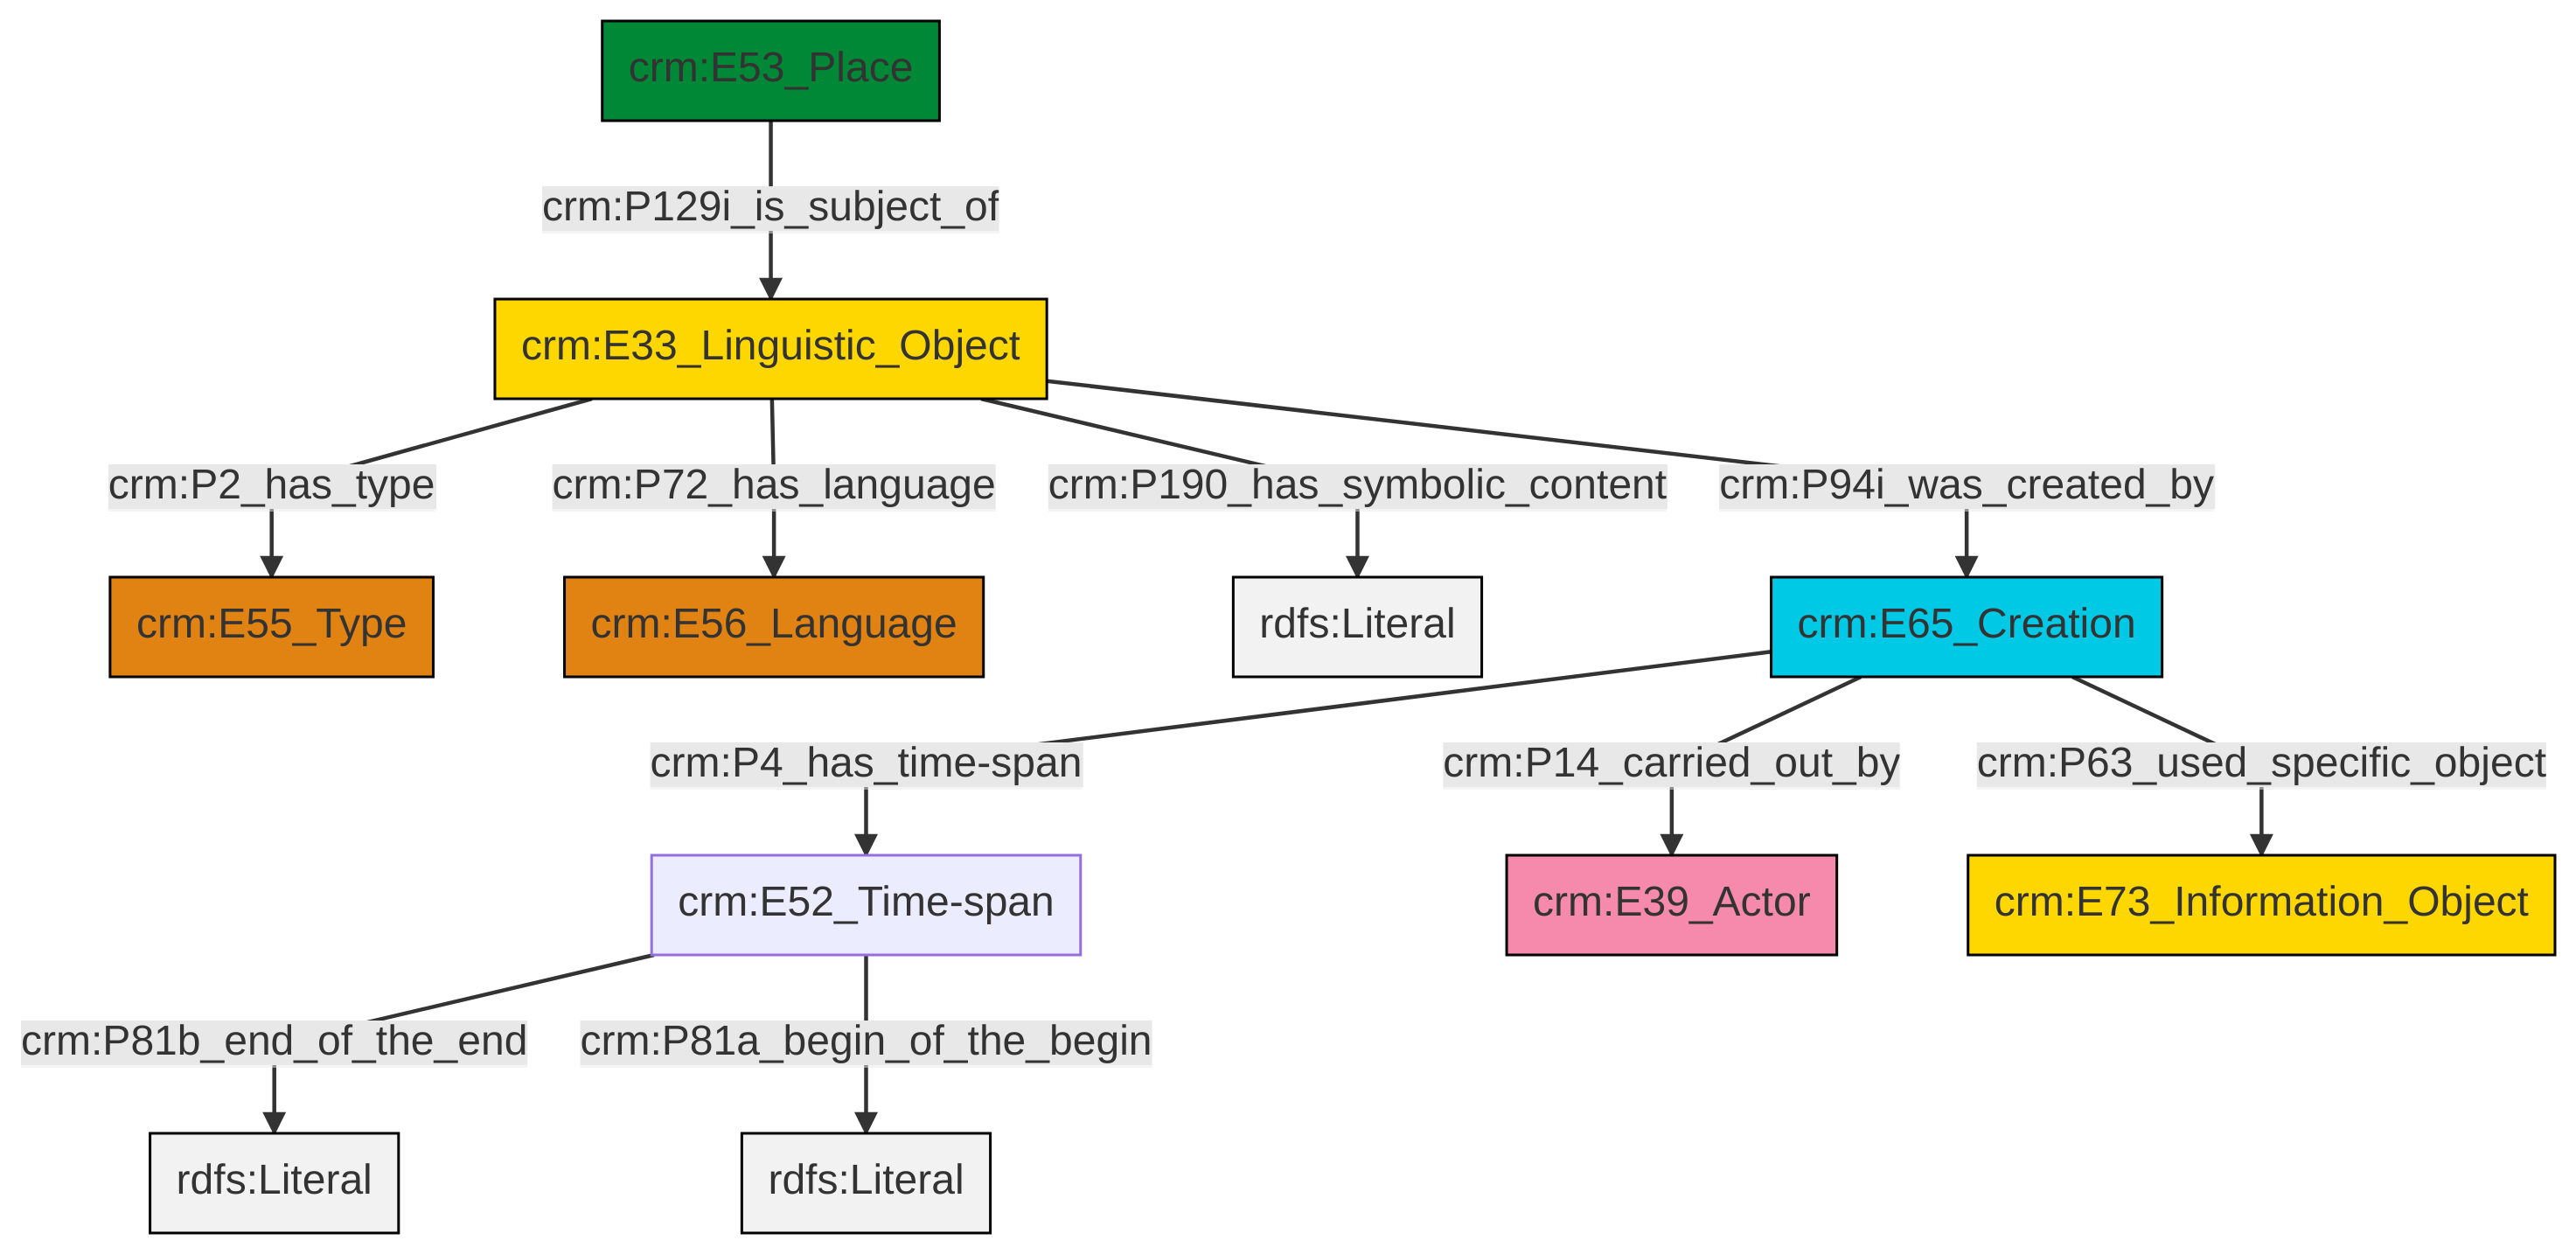 crm:E53_Place
crm:P129i_is_subject_of
crm:E33_Linguistic_Object
crm:P2_has_type
crm:P72_has_language
crm:P190_has_symbolic_content
crm:P94i_was_created_by
crm:E55_Type
crm:E56_Language
rdfs:Literal
crm:E65_Creation
crm:P4_has_time-span
crm:P14_carried_out_by
crm:P63_used_specific_object
crm:E52_Time-span
crm:E39_Actor
crm:E73_Information_Object
crm:P81b_end_of_the_end
crm:P81a_begin_of_the_begin
rdfs:Literal
rdfs:Literal